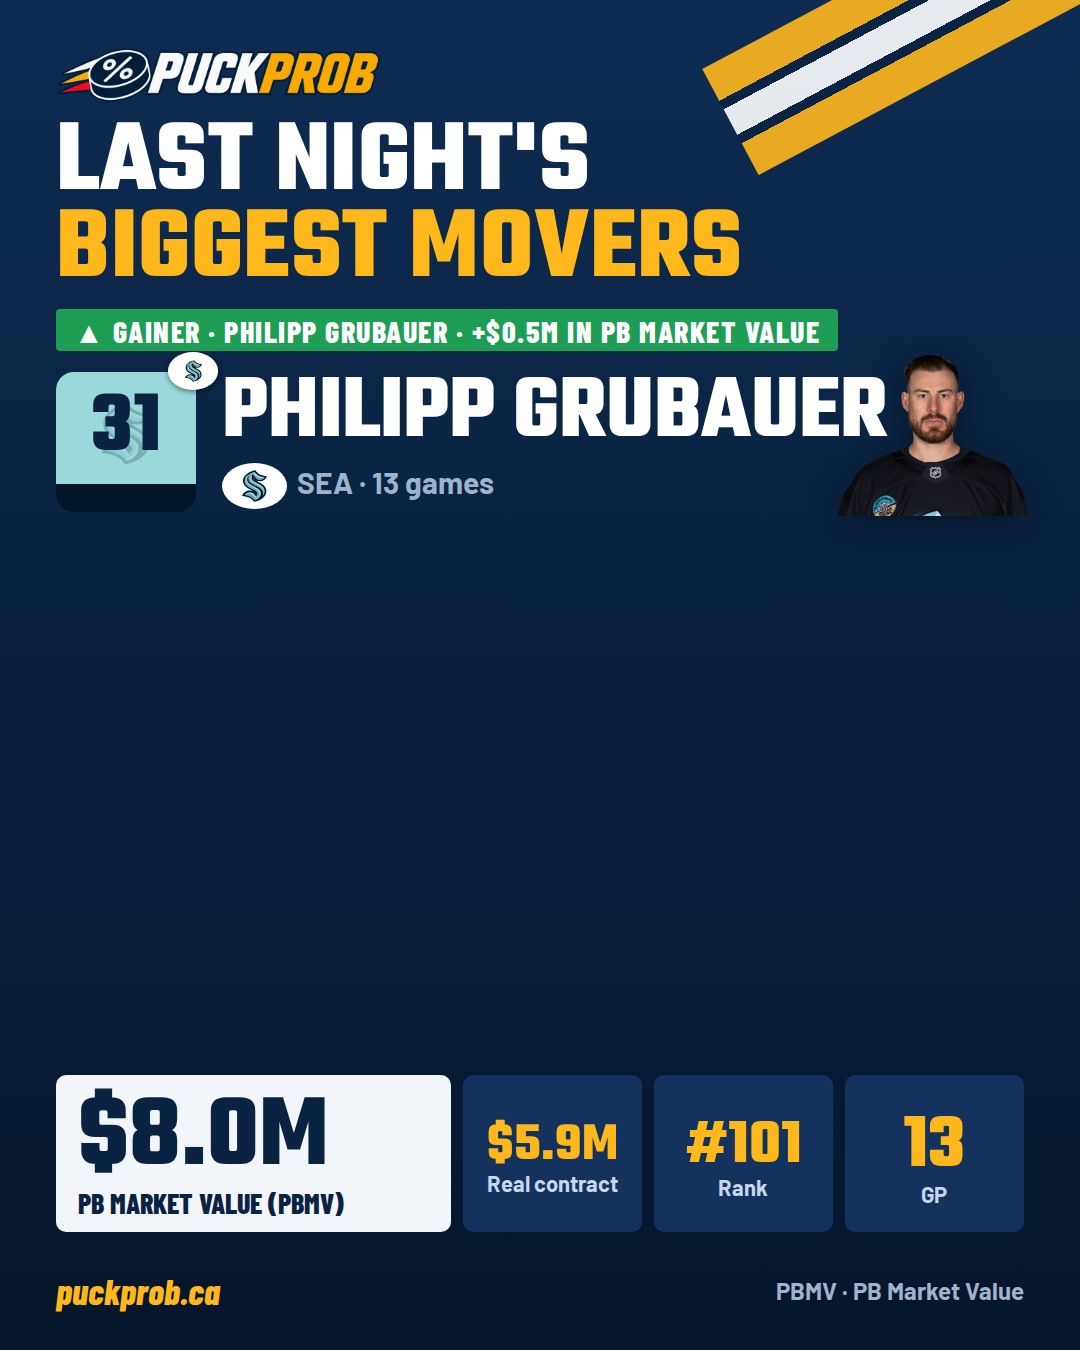 %PUCKPROB
LAST NIGHT'S
BIGGEST MOVERS
▲ GAINER · PHILIPP GRUBAUER · +$0.5M IN PB MARKET VALUE
31
PHILIPP GRUBAUER
SEA · 13 games
$8.0M
PB MARKET VALUE (PBMV)
$5.9M
Real contract
#101
Rank
13
GP
puckprob.ca
PBMV · PB Market Value